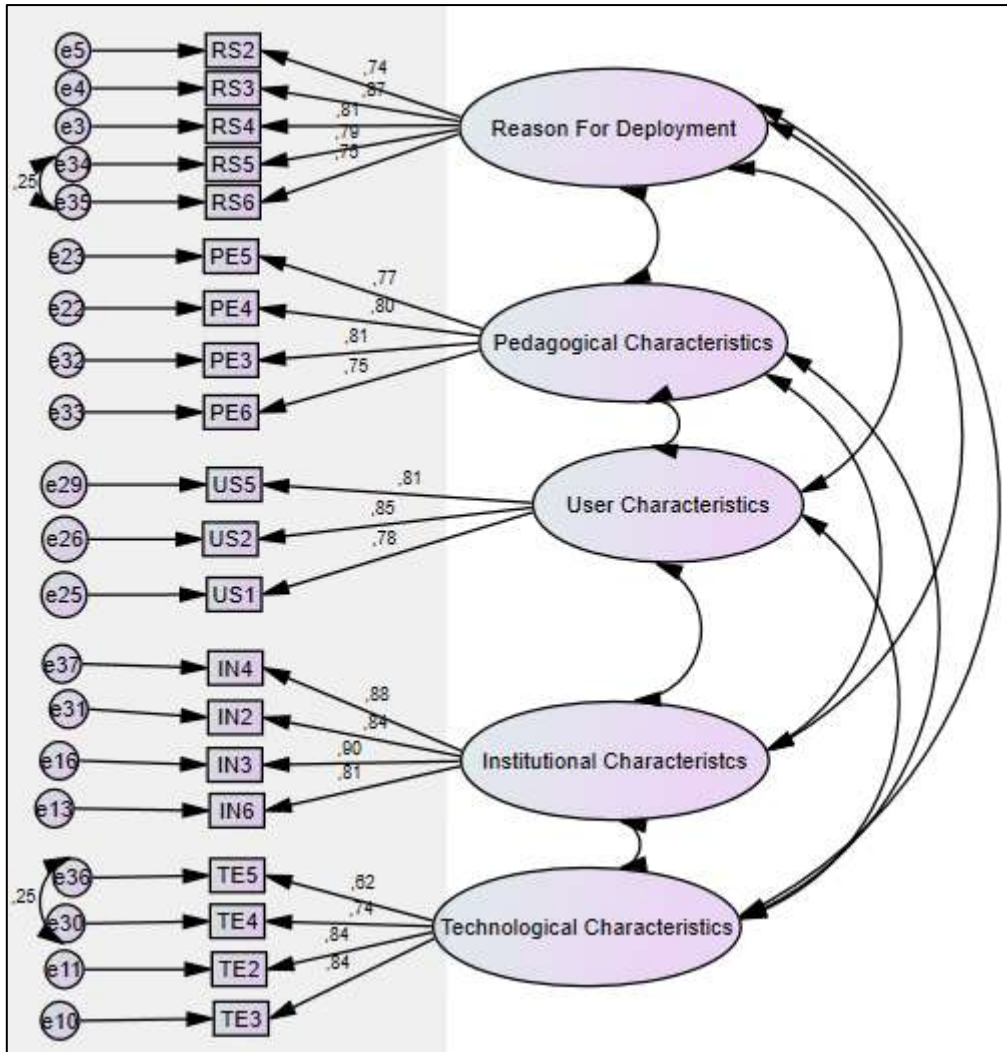 e5 RS2 ,74
e4 RS3 ,87
e3 RS4 ,81
e34 RS5 ,79
e35 RS6 ,75
,25
Reason For Deployment
e23 PE5 ,77
e22 PE4 ,80
e32 PE3 ,81
e33 PE6 ,75
Pedagogical Characteristics
e29 US5 ,81
e26 US2 ,85
e25 US1 ,78
User Characteristics
e37 IN4 ,88
e31 IN2 ,84
e16 IN3 ,90
e13 IN6 ,81
Institutional Characteristcs
e36 TE5 ,62
e30 TE4 ,74
e11 TE2 ,84
e10 TE3 ,84
,25
Technological Characteristics